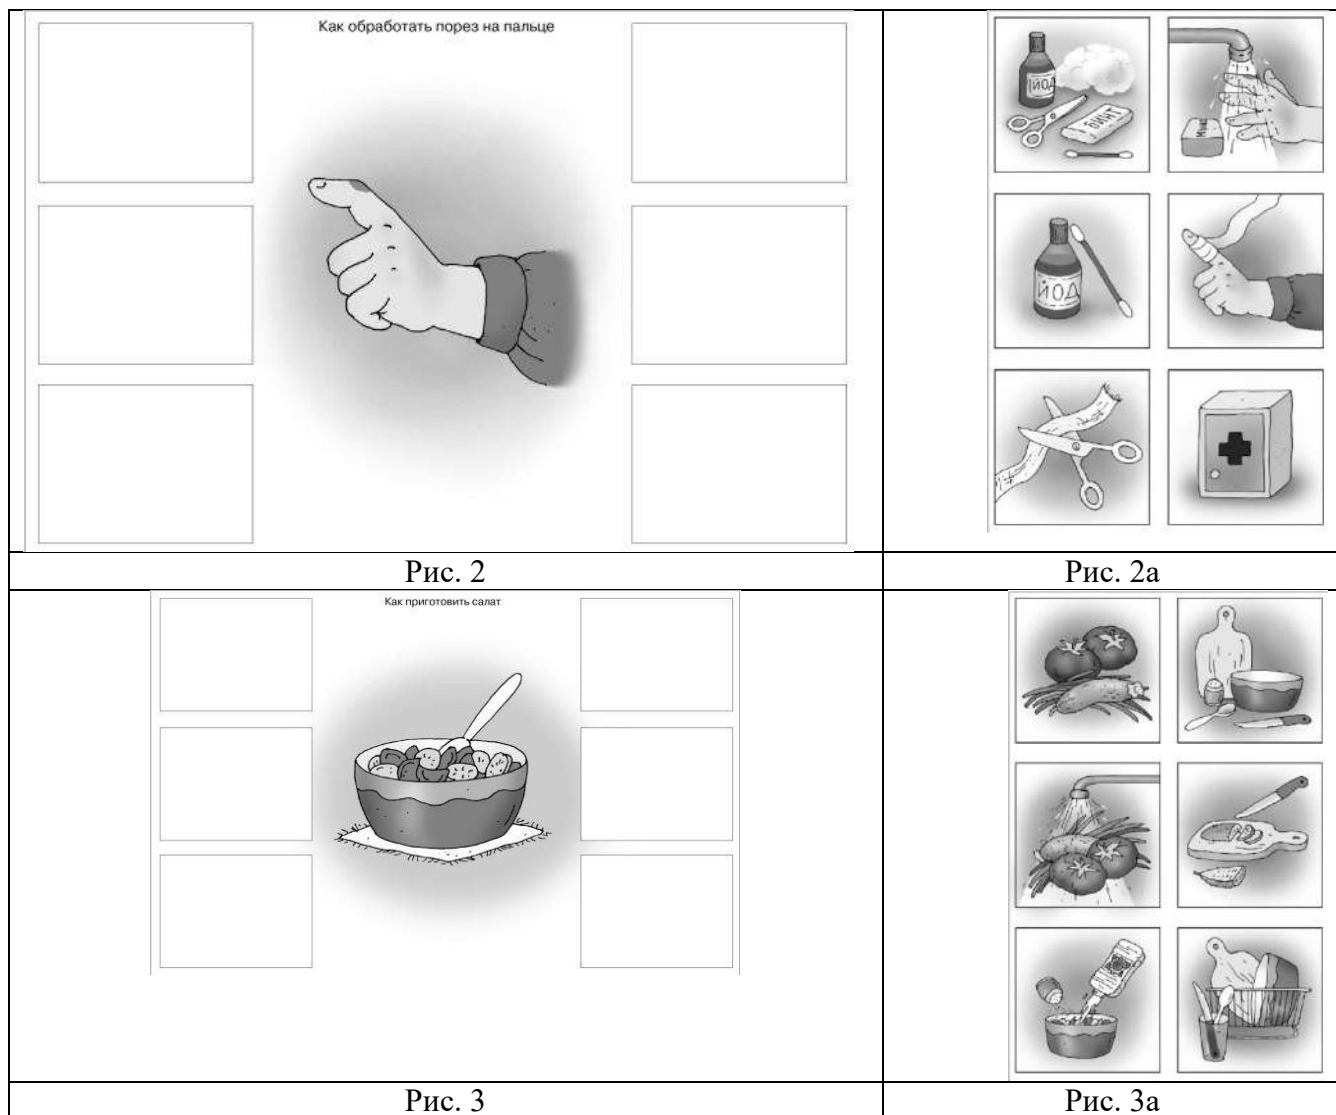 Как обработать порез на пальце
ЙОД
БИНТ
МЫЛО
ЙОД
Рис. 2
Рис. 2а
Как приготовить салат
Рис. 3
Рис. 3а